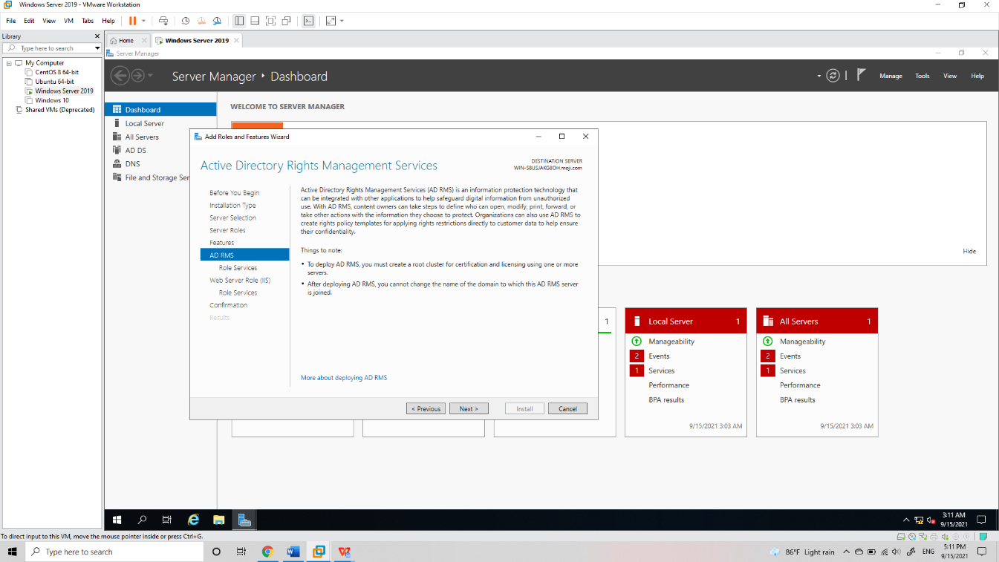 Windows Server 2019 - VMware Workstation
File Edit View VM Tabs Help
Library
Type here to search
My Computer
CentOS 8 64-bit
Ubuntu 64-bit
Windows Server 2019
Windows 10
Shared VMs (Deprecated)
Home
Windows Server 2019
Server Manager
Server Manager Dashboard
Manage Tools View Help
Dashboard
Local Server
All Servers
AD DS
DNS
File and Storage Ser
WELCOME TO SERVER MANAGER
Hide
Add Roles and Features Wizard
Active Directory Rights Management Services
DESTINATION SERVER
WIN-58USJAKG8OH.moji.com
Before You Begin
Installation Type
Server Selection
Server Roles
Features
AD RMS
Role Services
Web Server Role (IIS)
Role Services
Confirmation
Results
Active Directory Rights Management Services (AD RMS) is an information protection technology that
can be integrated with other applications to help safeguard digital information from unauthorized
use. With AD RMS, content owners can take steps to define who can open, modify, print, forward, or
take other actions with the information they choose to protect. Organizations can also use AD RMS to
create rights policy templates for applying rights restrictions directly to customer data to help ensure
their confidentiality.
Things to note:
• To deploy AD RMS, you must create a root cluster for certification and licensing using one or more
servers.
• After deploying AD RMS, you cannot change the name of the domain to which this AD RMS server
is joined.
More about deploying AD RMS
< Previous Next > Install Cancel
1
Local Server 1
Manageability
2 Events
1 Services
Performance
BPA results
9/15/2021 3:03 AM
All Servers 1
Manageability
2 Events
1 Services
Performance
BPA results
9/15/2021 3:03 AM
3:11 AM
9/15/2021
To direct input to this VM, move the mouse pointer inside or press Ctrl+G.
Type here to search
86°F Light rain
ENG
5:11 PM
9/15/2021